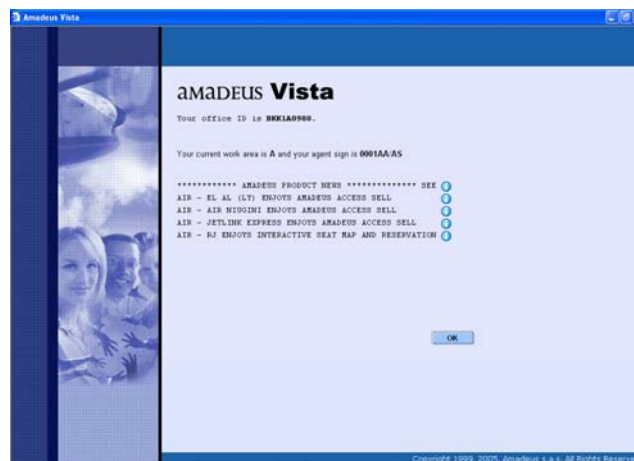 Amadeus Vista
amadeus Vista
Your office ID is BKK1A0980.
Your current work area is A and your agent sign is 0001AA/AS
************ AMADEUS PRODUCT NEWS ************** SEE
AIR - EL AL (LY) ENJOYS AMADEUS ACCESS SELL
AIR - AIR NIUGINI ENJOYS AMADEUS ACCESS SELL
AIR - JETLINK EXPRESS ENJOYS AMADEUS ACCESS SELL
AIR - RJ ENJOYS INTERACTIVE SEAT MAP AND RESERVATION
OK
Copyright 1999, 2005, Amadeus s.a.s. All Rights Reserve